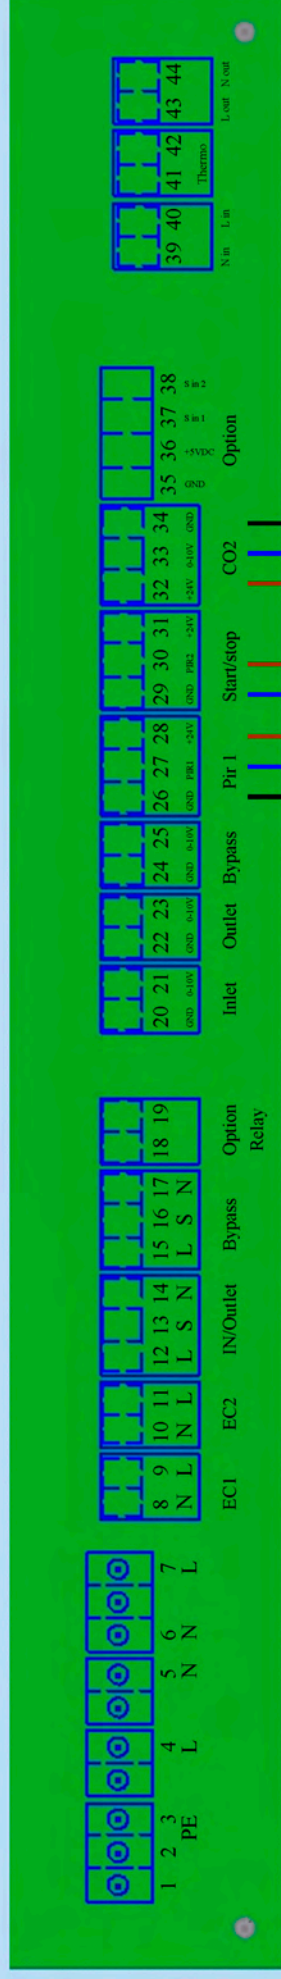 1 2 3
PE
4
L
5
N
6 7
N L
8 9
N L
EC1
10 11
N L
EC2
12 13 14
L S N
IN/Outlet
15 16 17
L S N
Bypass
18 19
Option
Relay
20 21
GND 0-10V
Inlet
22 23
GND 0-10V
Outlet
24 25
GND 0-10V
Bypass
26 27 28
GND PIR1 +24V
Pir 1
29 30 31
GND PIR2 +24V
Start/stop
32 33 34
+24V 0-10V GND
CO2
35 36 37 38
GND +5VDC S in 1 S in 2
Option
39 40
N in L in
41 42
Thermo
43 44
L out N out